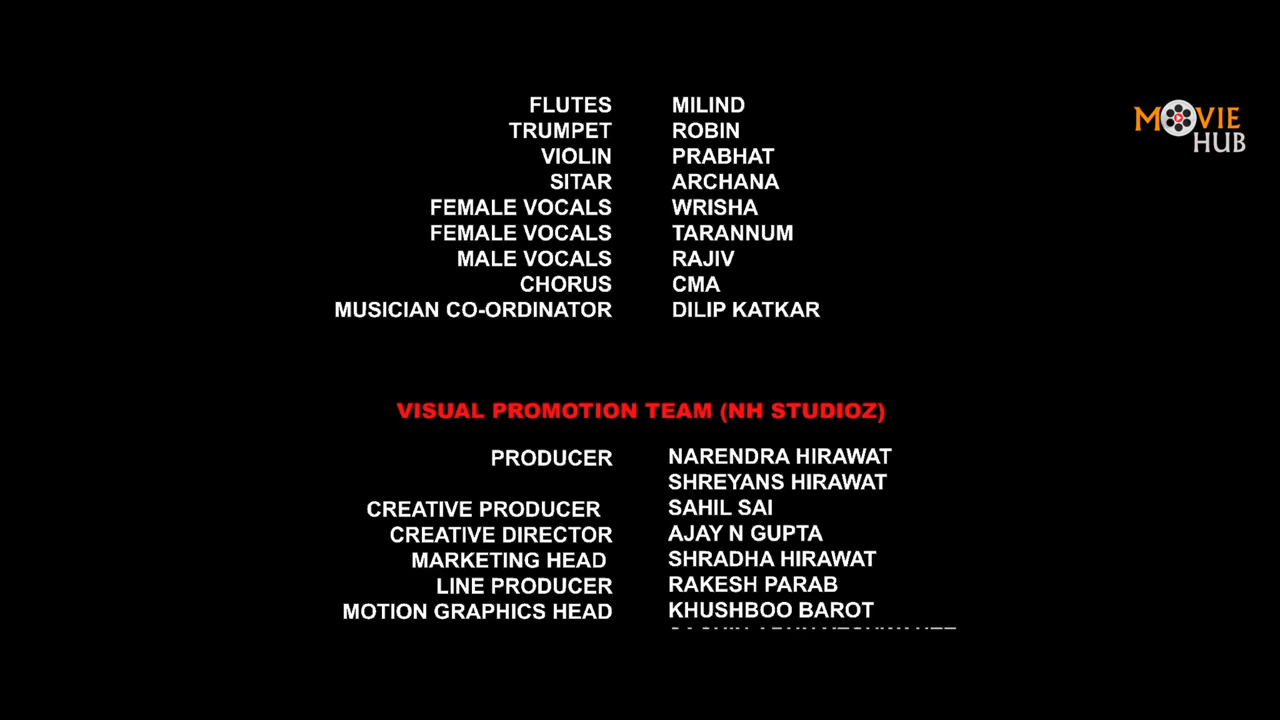 FLUTES MILIND
TRUMPET ROBIN
VIOLIN PRABHAT
SITAR ARCHANA
FEMALE VOCALS WRISHA
FEMALE VOCALS TARANNUM
MALE VOCALS RAJIV
CHORUS CMA
MUSICIAN CO-ORDINATOR DILIP KATKAR
MOVIE
HUB
VISUAL PROMOTION TEAM (NH STUDIOZ)
PRODUCER NARENDRA HIRAWAT
SHREYANS HIRAWAT
CREATIVE PRODUCER SAHIL SAI
CREATIVE DIRECTOR AJAY N GUPTA
MARKETING HEAD SHRADHA HIRAWAT
LINE PRODUCER RAKESH PARAB
MOTION GRAPHICS HEAD KHUSHBOO BAROT